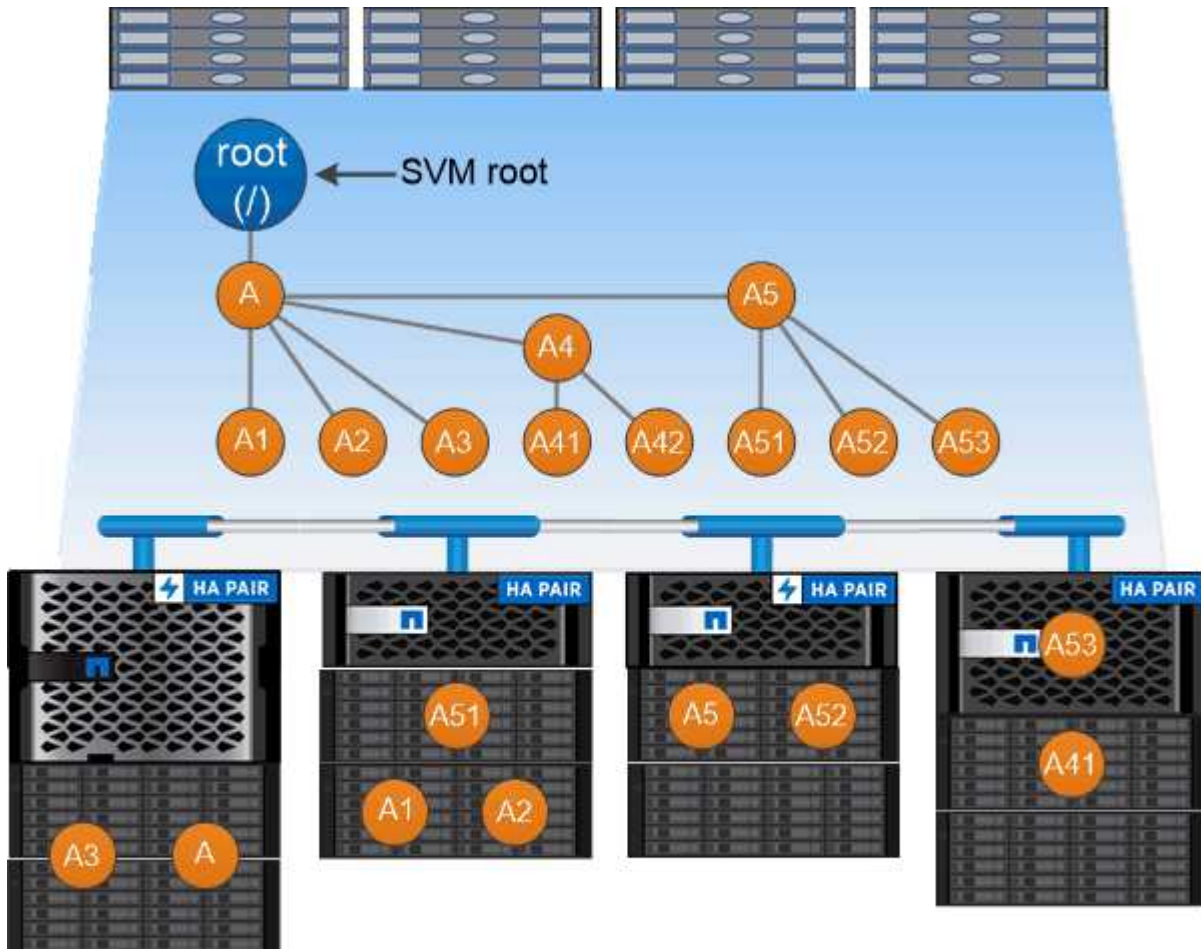 root
(/)
SVM root
A
A5
A4
A1
A2
A3
A41
A42
A51
A52
A53
HA PAIR
HA PAIR
HA PAIR
HA PAIR
A53
A51
A5
A52
A41
A1
A2
A3
A